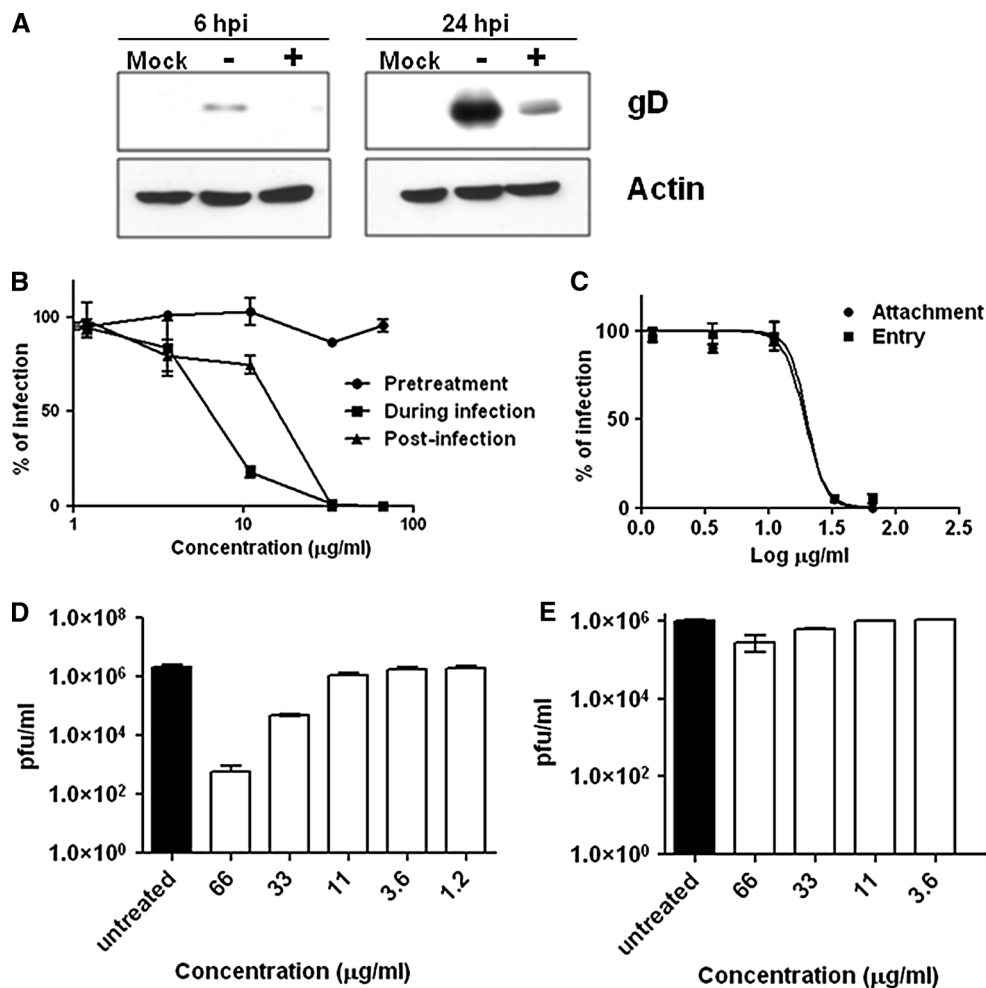 A
6 hpi
24 hpi
Mock - +
Mock - +
gD
Actin
B
% of infection
100
50
0
1
10
100
Concentration (µg/ml)
Pretreatment
During infection
Post-infection
C
% of infection
100
50
0
0.0 0.5 1.0 1.5 2.0 2.5
Log µg/ml
Attachment
Entry
D
pfu/ml
1.0×10⁸
1.0×10⁶
1.0×10⁴
1.0×10²
1.0×10⁰
untreated 66 33 11 3.6 1.2
Concentration (µg/ml)
E
pfu/ml
1.0×10⁶
1.0×10⁴
1.0×10²
1.0×10⁰
untreated 66 33 11 3.6
Concentration (µg/ml)